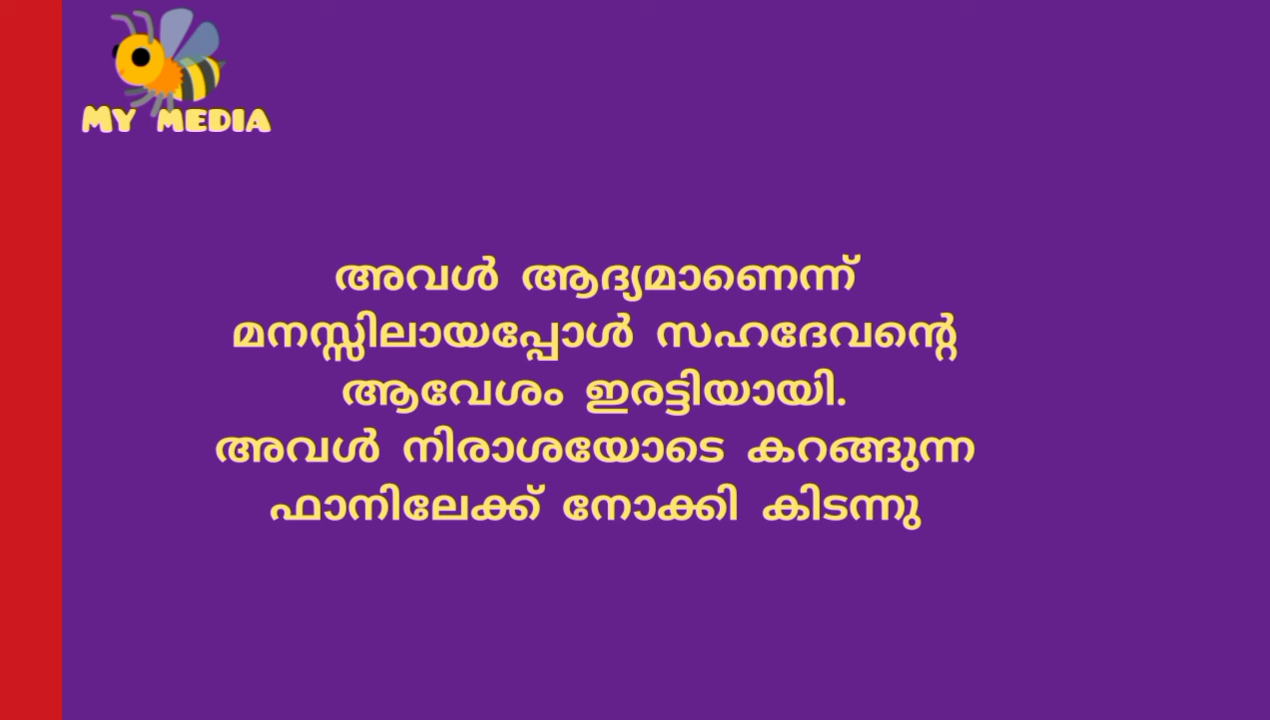 My media
അവൾ ആദ്യമാണെന്ന്
മനസ്സിലായപ്പോൾ സഹദേവന്റെ
ആവേശം ഇരട്ടിയായി.
അവൾ നിരാശയോടെ കറങ്ങുന്ന
ഫാനിലേക്ക് നോക്കി കിടന്നു